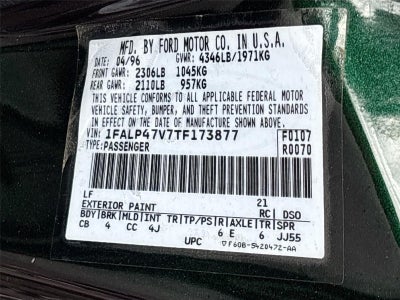 MFD. BY FORD MOTOR CO. IN U.S.A.
DATE: 04/96 GVWR: 4346LB/1971KG
FRONT GAWR: 2306LB 1045KG
REAR GAWR: 2110LB 957KG
THIS VEHICLE CONFORMS TO ALL APPLICABLE FEDERAL MOTOR
VEHICLE SAFETY, BUMPER, AND THEFT PREVENTION STANDARDS
IN EFFECT ON THE DATE OF MANUFACTURE SHOWN ABOVE.
VIN: 1FALP47V7TF173877 F0107
TYPE: PASSENGER R0070
LF 21
EXTERIOR PAINT RC| DSO
BDY|BRK|MLD|INT TR|TP/PS|R|AXLE|TR|SPR
CB 4 CC 4J 6 E 6 JJ55
UPC F60B-5420472-AA